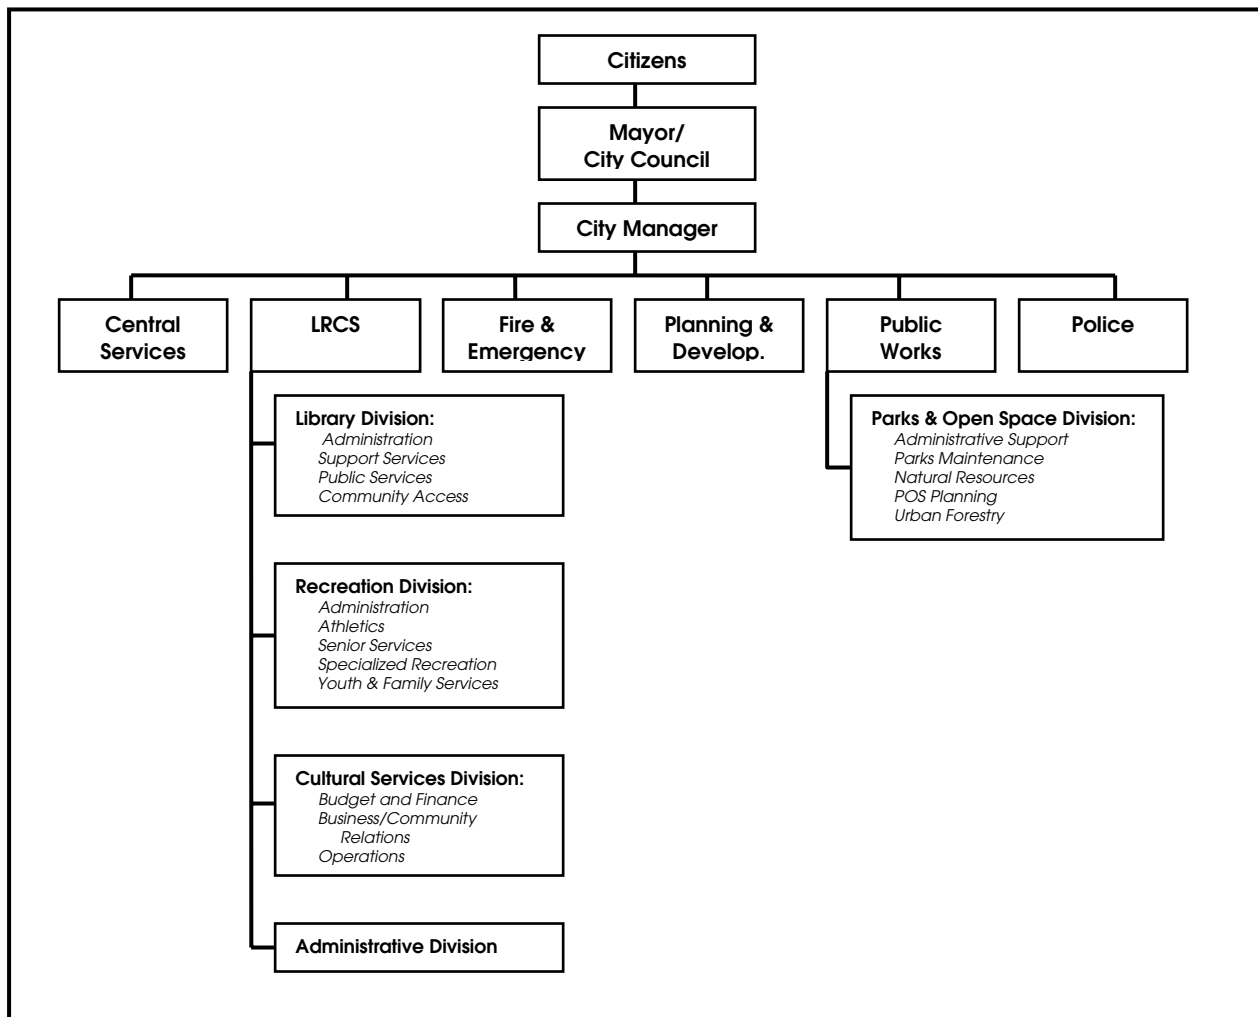 Citizens
Mayor/
City Council
City Manager
Central
Services
LRCS
Fire &
Emergency
Planning &
Develop.
Public
Works
Police
Library Division:
Administration
Support Services
Public Services
Community Access
Parks & Open Space Division:
Administrative Support
Parks Maintenance
Natural Resources
POS Planning
Urban Forestry
Recreation Division:
Administration
Athletics
Senior Services
Specialized Recreation
Youth & Family Services
Cultural Services Division:
Budget and Finance
Business/Community
Relations
Operations
Administrative Division